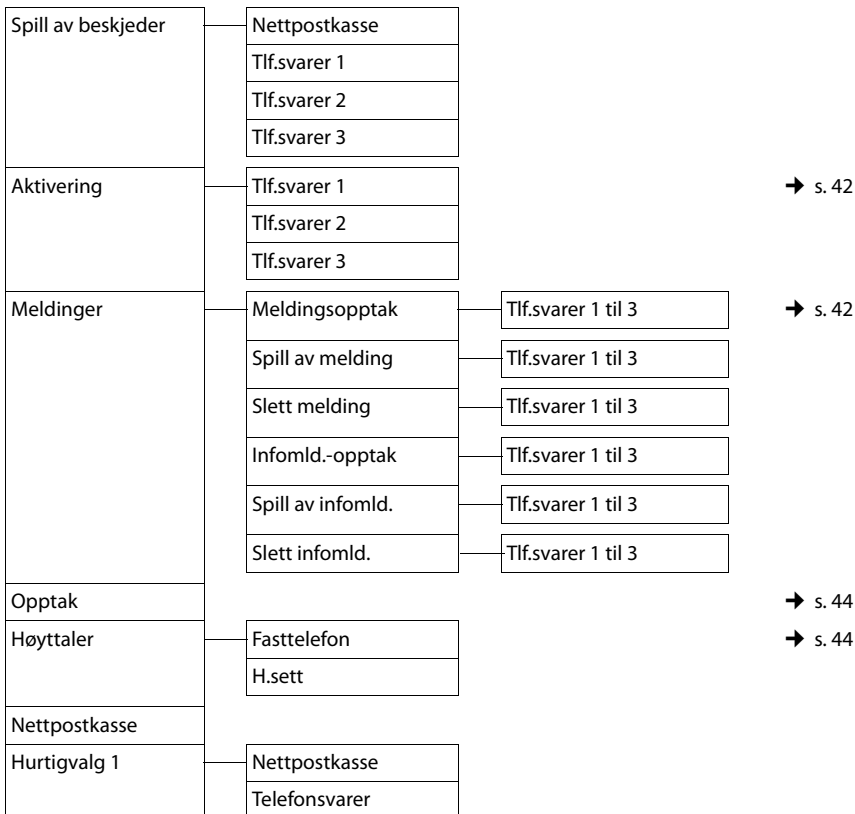 Spill av beskjeder Nettpostkasse
Tlf.svarer 1
Tlf.svarer 2
Tlf.svarer 3
Aktivering Tlf.svarer 1 ➔ s. 42
Tlf.svarer 2
Tlf.svarer 3
Meldinger Meldingsopptak Tlf.svarer 1 til 3 ➔ s. 42
Spill av melding Tlf.svarer 1 til 3
Slett melding Tlf.svarer 1 til 3
Infomld.-opptak Tlf.svarer 1 til 3
Spill av infomld. Tlf.svarer 1 til 3
Slett infomld. Tlf.svarer 1 til 3
Opptak ➔ s. 44
Høyttaler Fasttelefon ➔ s. 44
H.sett
Nettpostkasse
Hurtigvalg 1 Nettpostkasse
Telefonsvarer